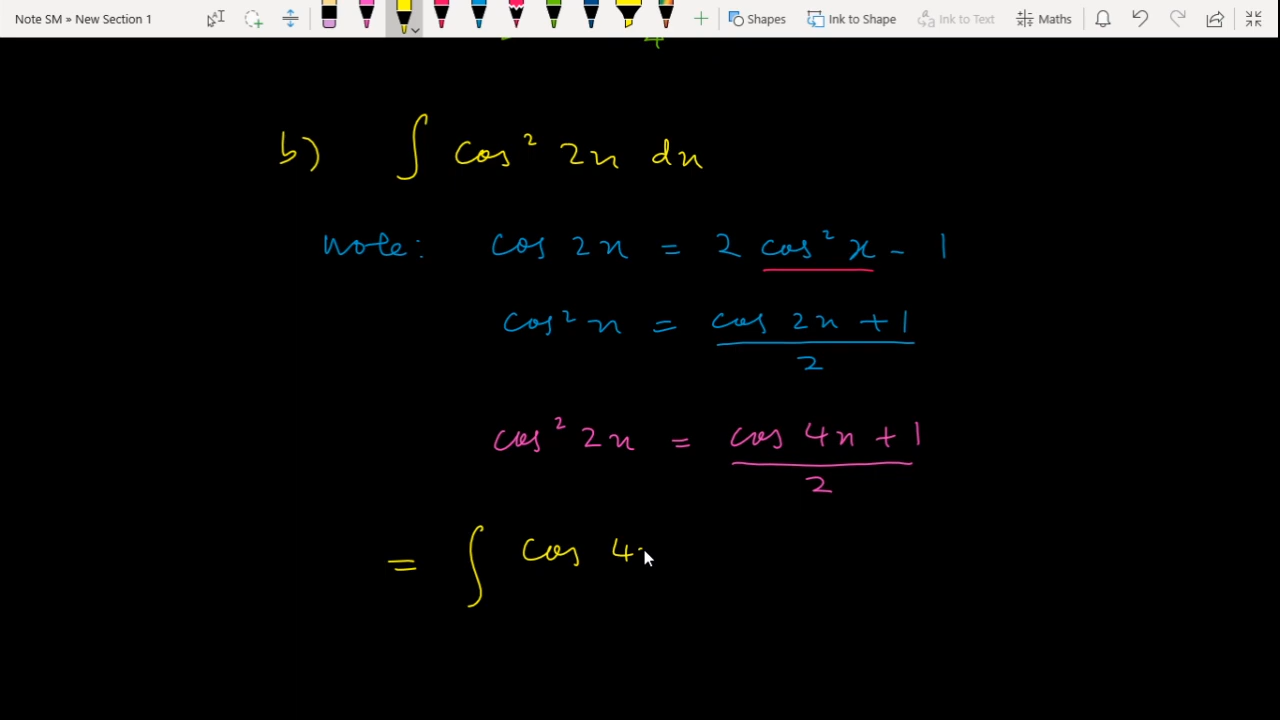 Note SM » New Section 1 Shapes Ink to Shape Ink to Text Maths
b) ∫ cos² 2x dx
Note: cos 2x = 2 cos² x - 1
cos² x = (cos 2x + 1)/2
cos² 2x = (cos 4x + 1)/2
= ∫ cos 4